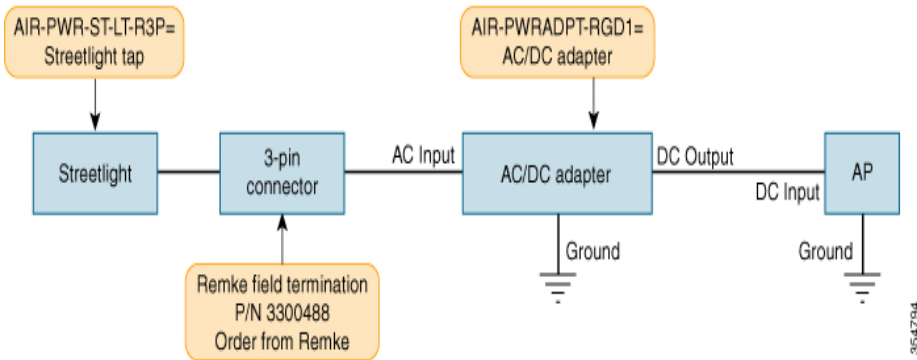 AIR-PWR-ST-LT-R3P=
Streetlight tap
AIR-PWRADPT-RGD1=
AC/DC adapter
Streetlight
3-pin
connector
AC Input
AC/DC adapter
DC Output
DC Input
AP
Ground
Ground
Remke field termination
P/N 3300488
Order from Remke
354794